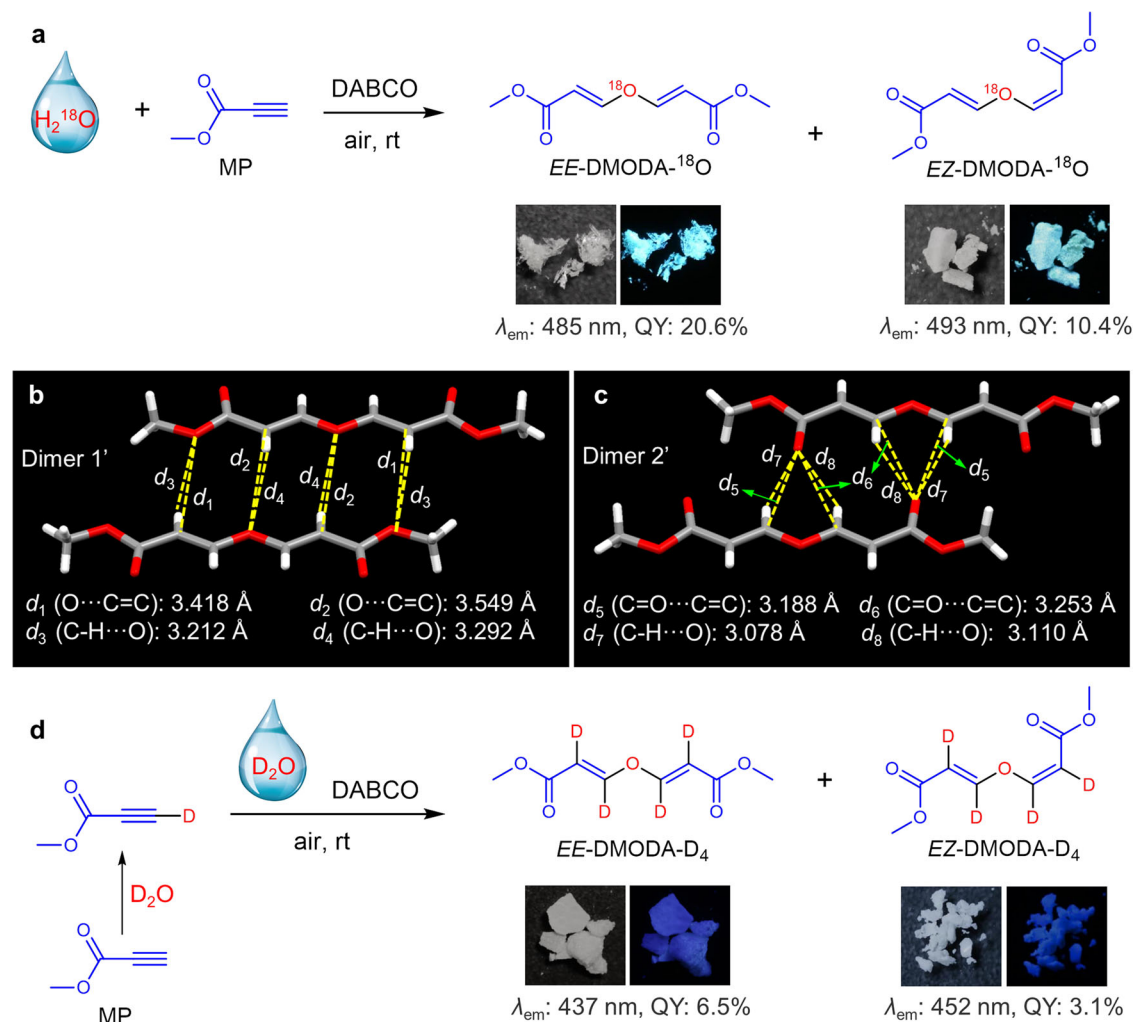 a
H₂¹⁸O
+
O
O
MP
DABCO
air, rt
O
O
¹⁸O
O
O
EE-DMODA-¹⁸O
+
O
O
¹⁸O
O
O
EZ-DMODA-¹⁸O
λem: 485 nm, QY: 20.6%
λem: 493 nm, QY: 10.4%
b
Dimer 1’
d₃ d₁ d₂ d₄ d₄ d₂ d₁ d₃
d₁ (O···C=C): 3.418 Å d₂ (O···C=C): 3.549 Å
d₃ (C-H···O): 3.212 Å d₄ (C-H···O): 3.292 Å
c
Dimer 2’
d₇ d₈ d₅ d₆ d₈ d₇ d₅
d₅ (C=O···C=C): 3.188 Å d₆ (C=O···C=C): 3.253 Å
d₇ (C-H···O): 3.078 Å d₈ (C-H···O): 3.110 Å
d
O
O
D
D₂O
O
O
MP
D₂O
DABCO
air, rt
D
D
O
O
O
O
O
D
D
EE-DMODA-D₄
+
O
O
D
O
D
O
O
D
D
EZ-DMODA-D₄
λem: 437 nm, QY: 6.5%
λem: 452 nm, QY: 3.1%